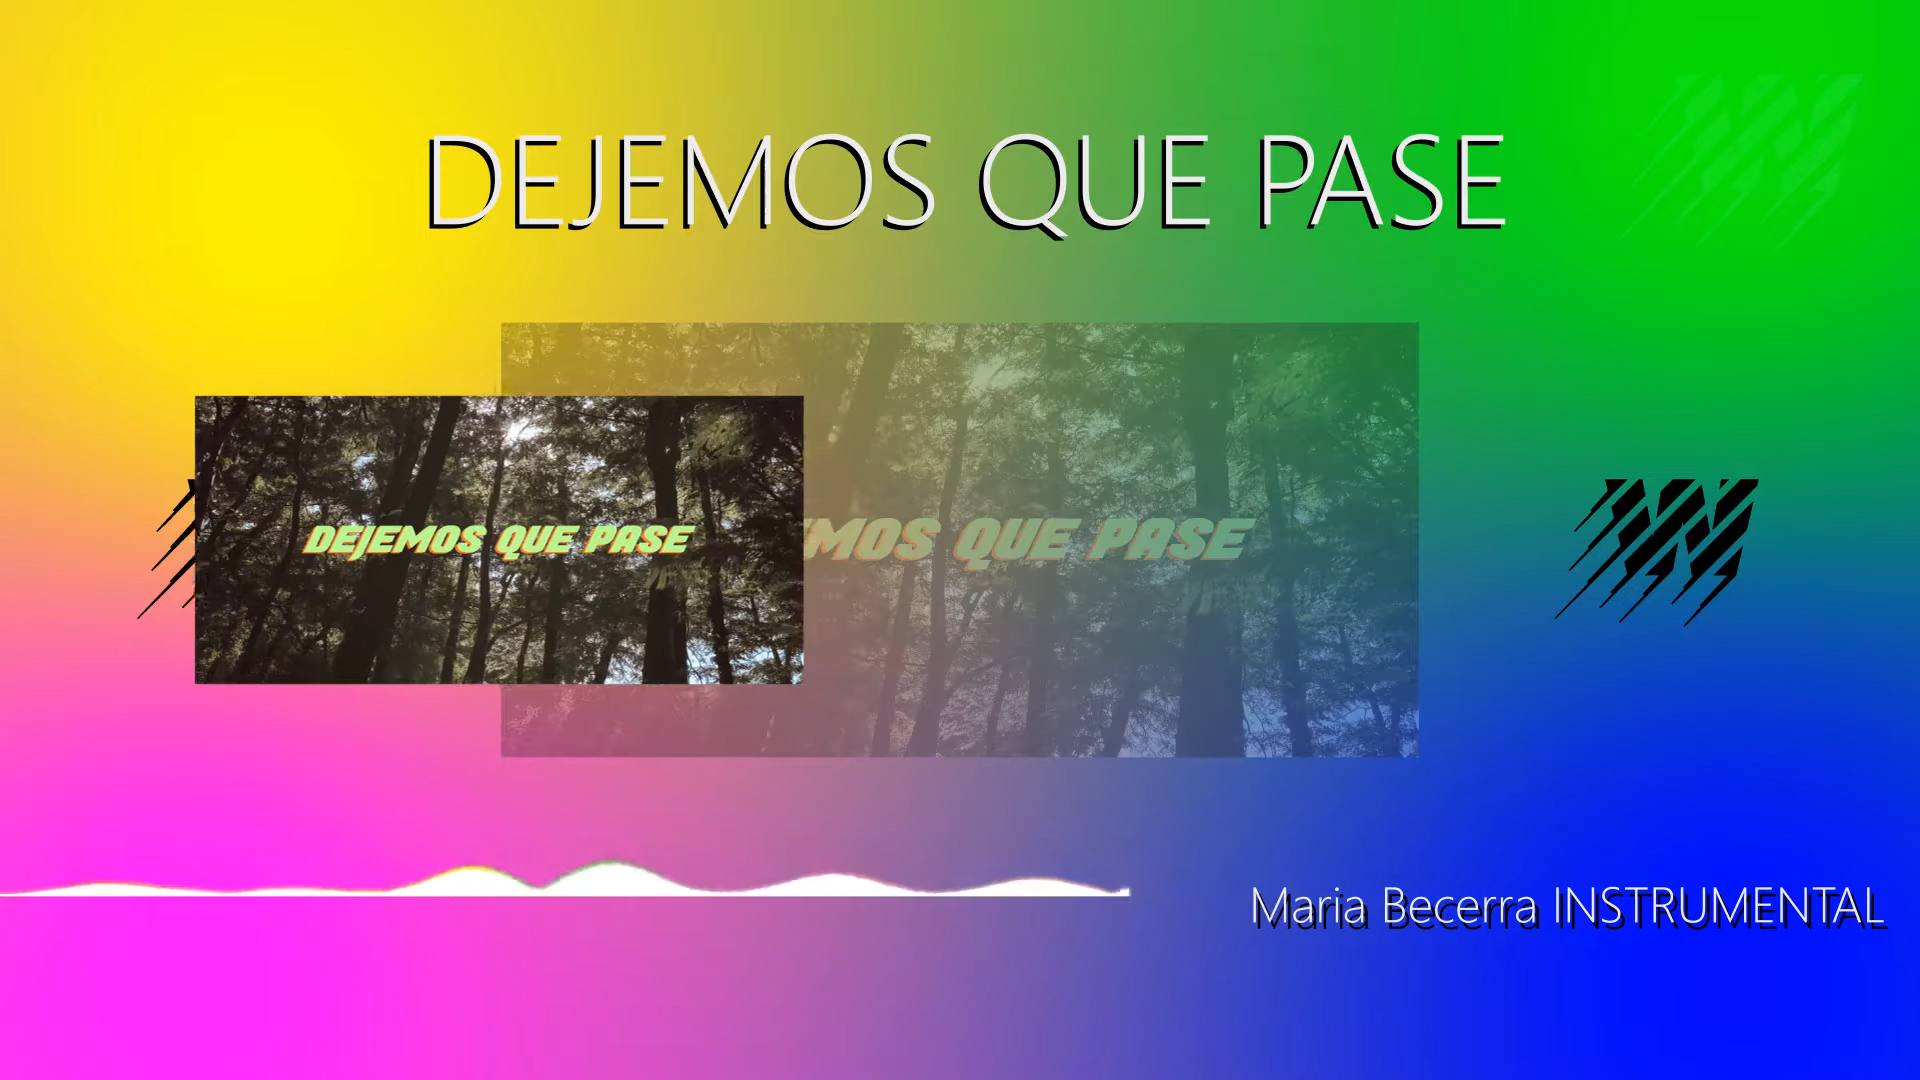 DEJEMOS QUE PASE
DEJEMOS QUE PASE
MOS QUE PASE
Maria Becerra INSTRUMENTAL